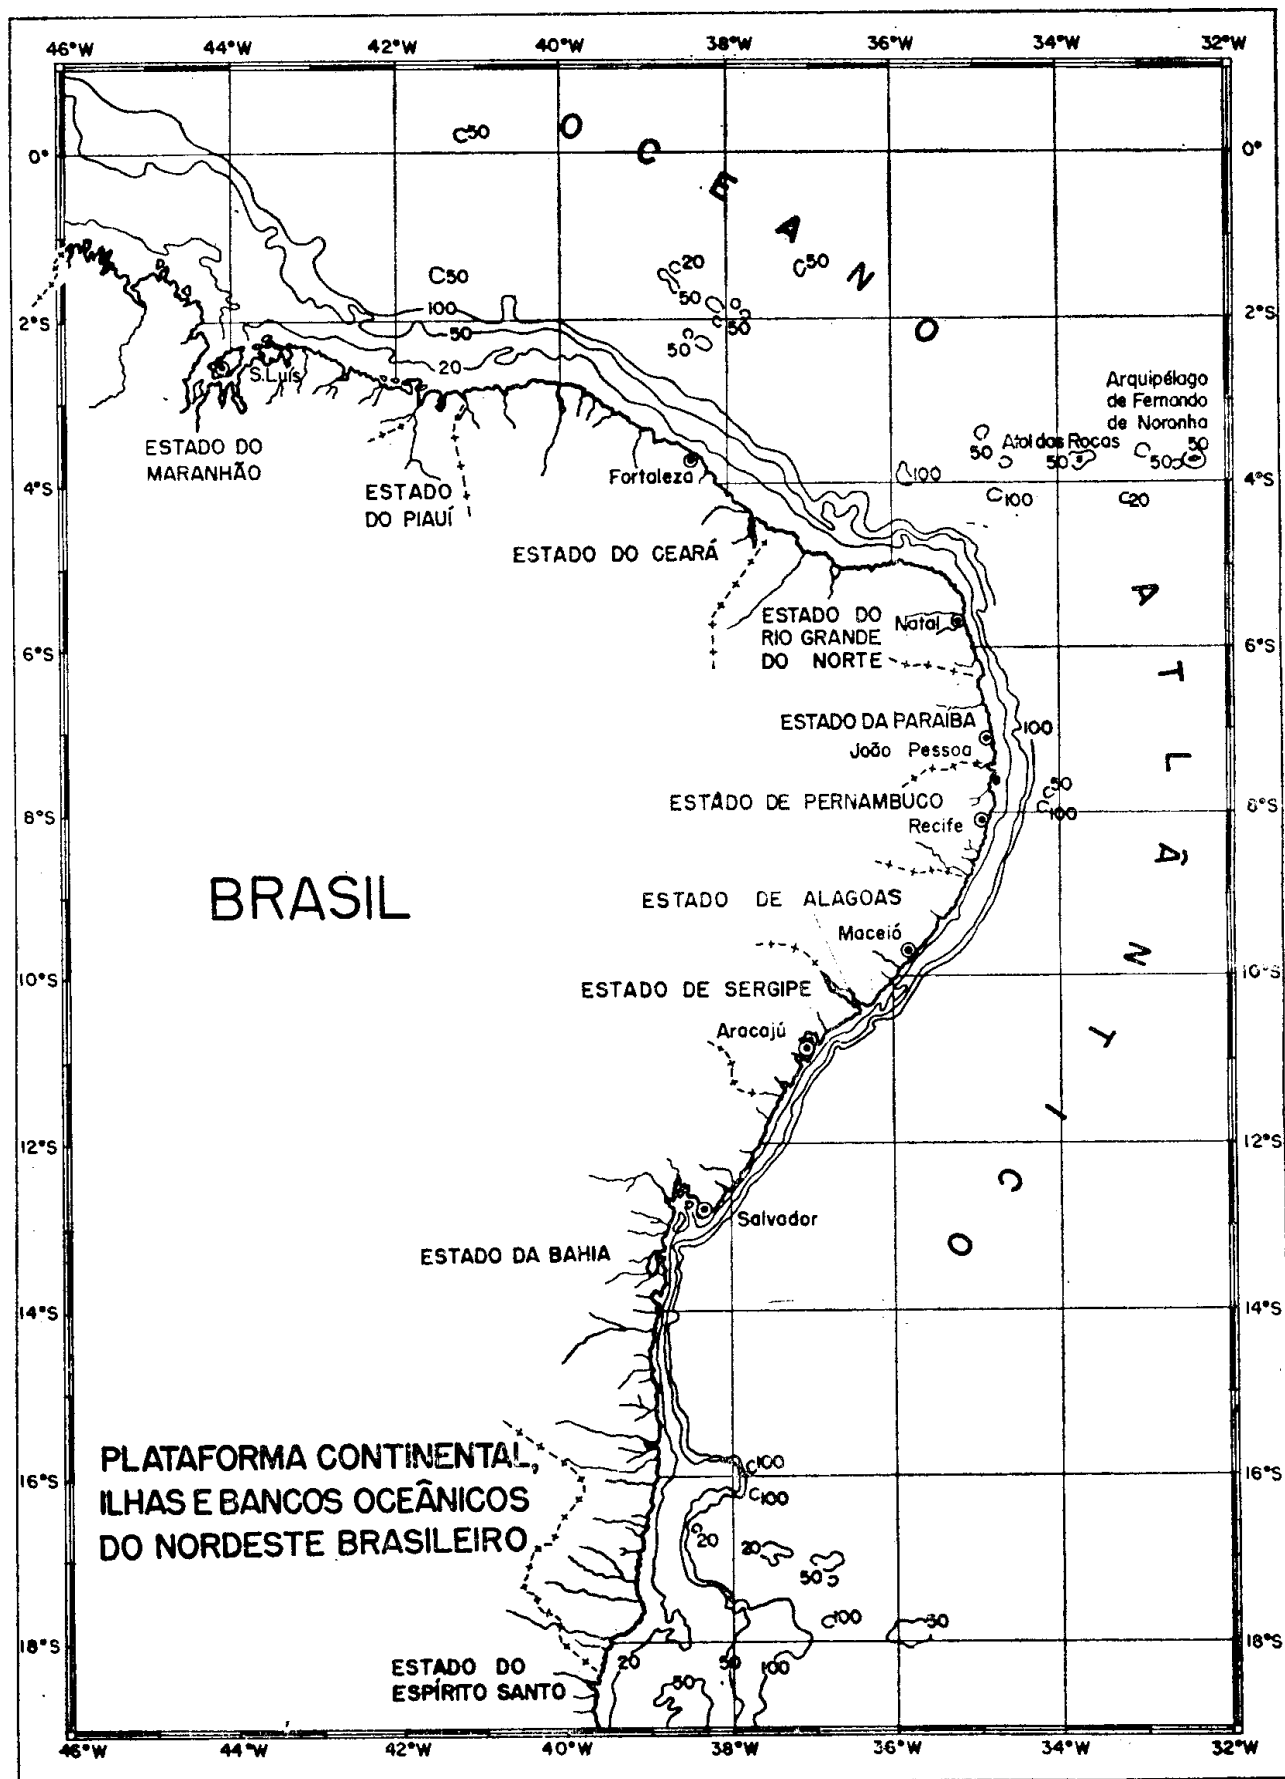 46°W 44°W 42°W 40°W 38°W 36°W 34°W 32°W
OCEANO ATLÂNTICO
C50
0° 0°
C20
C50
50
C50
100
50
2°S 2°S
50
50
20
S.Luís
Arquipélago
de Fernando
de Noronha
ESTADO DO
MARANHÃO
50 Atol das Rocas 50
50 50
Fortaleza
100
4°S 4°S
ESTADO
DO PIAUÍ
C100 C20
ESTADO DO CEARÁ
ESTADO DO
RIO GRANDE
DO NORTE
Natal
6°S 6°S
ESTADO DA PARAIBA
100
João Pessoa
50
ESTADO DE PERNAMBUCO
100
8°S 8°S
Recife
BRASIL
ESTADO DE ALAGOAS
Maceió
10°S 10°S
ESTADO DE SERGIPE
Aracajú
12°S 12°S
Salvador
ESTADO DA BAHIA
14°S 14°S
PLATAFORMA CONTINENTAL,
ILHAS E BANCOS OCEÂNICOS
DO NORDESTE BRASILEIRO
C100
16°S 16°S
C100
C20
20
50
C100
50
18°S 18°S
20 50 100
50
ESTADO DO
ESPÍRITO SANTO
46°W 44°W 42°W 40°W 38°W 36°W 34°W 32°W